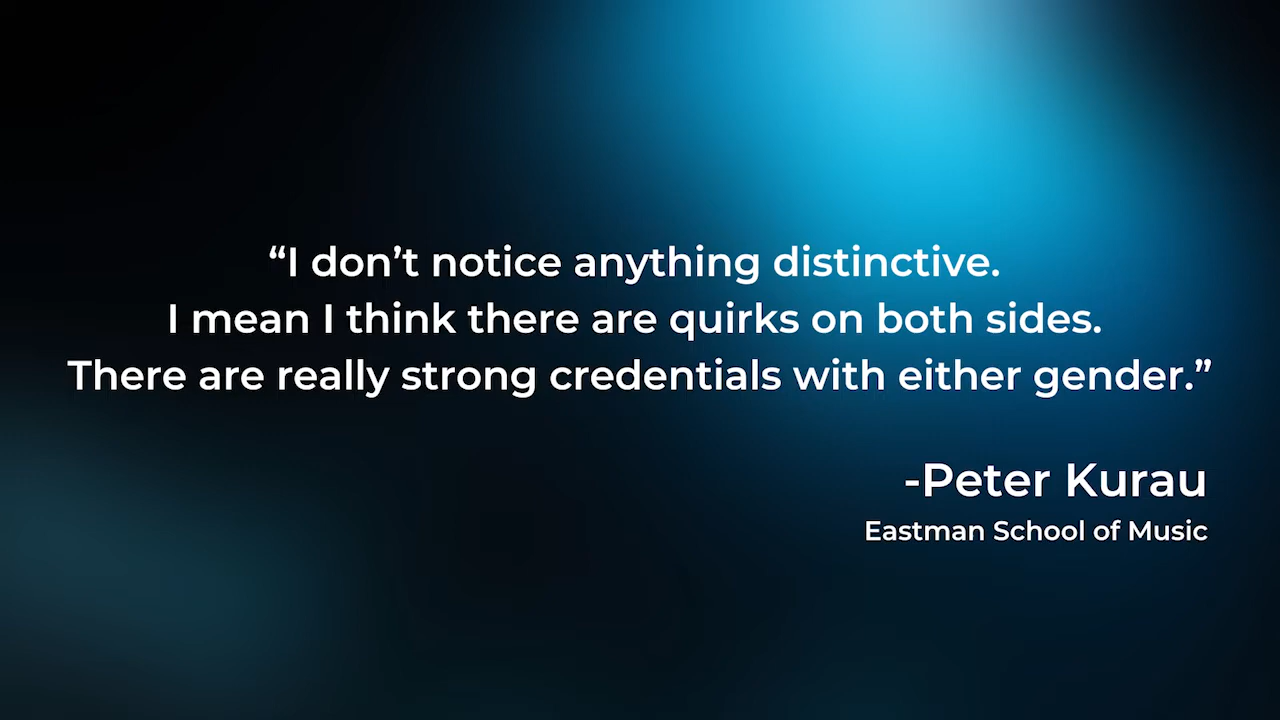 “I don’t notice anything distinctive.
I mean I think there are quirks on both sides.
There are really strong credentials with either gender.”
-Peter Kurau
Eastman School of Music